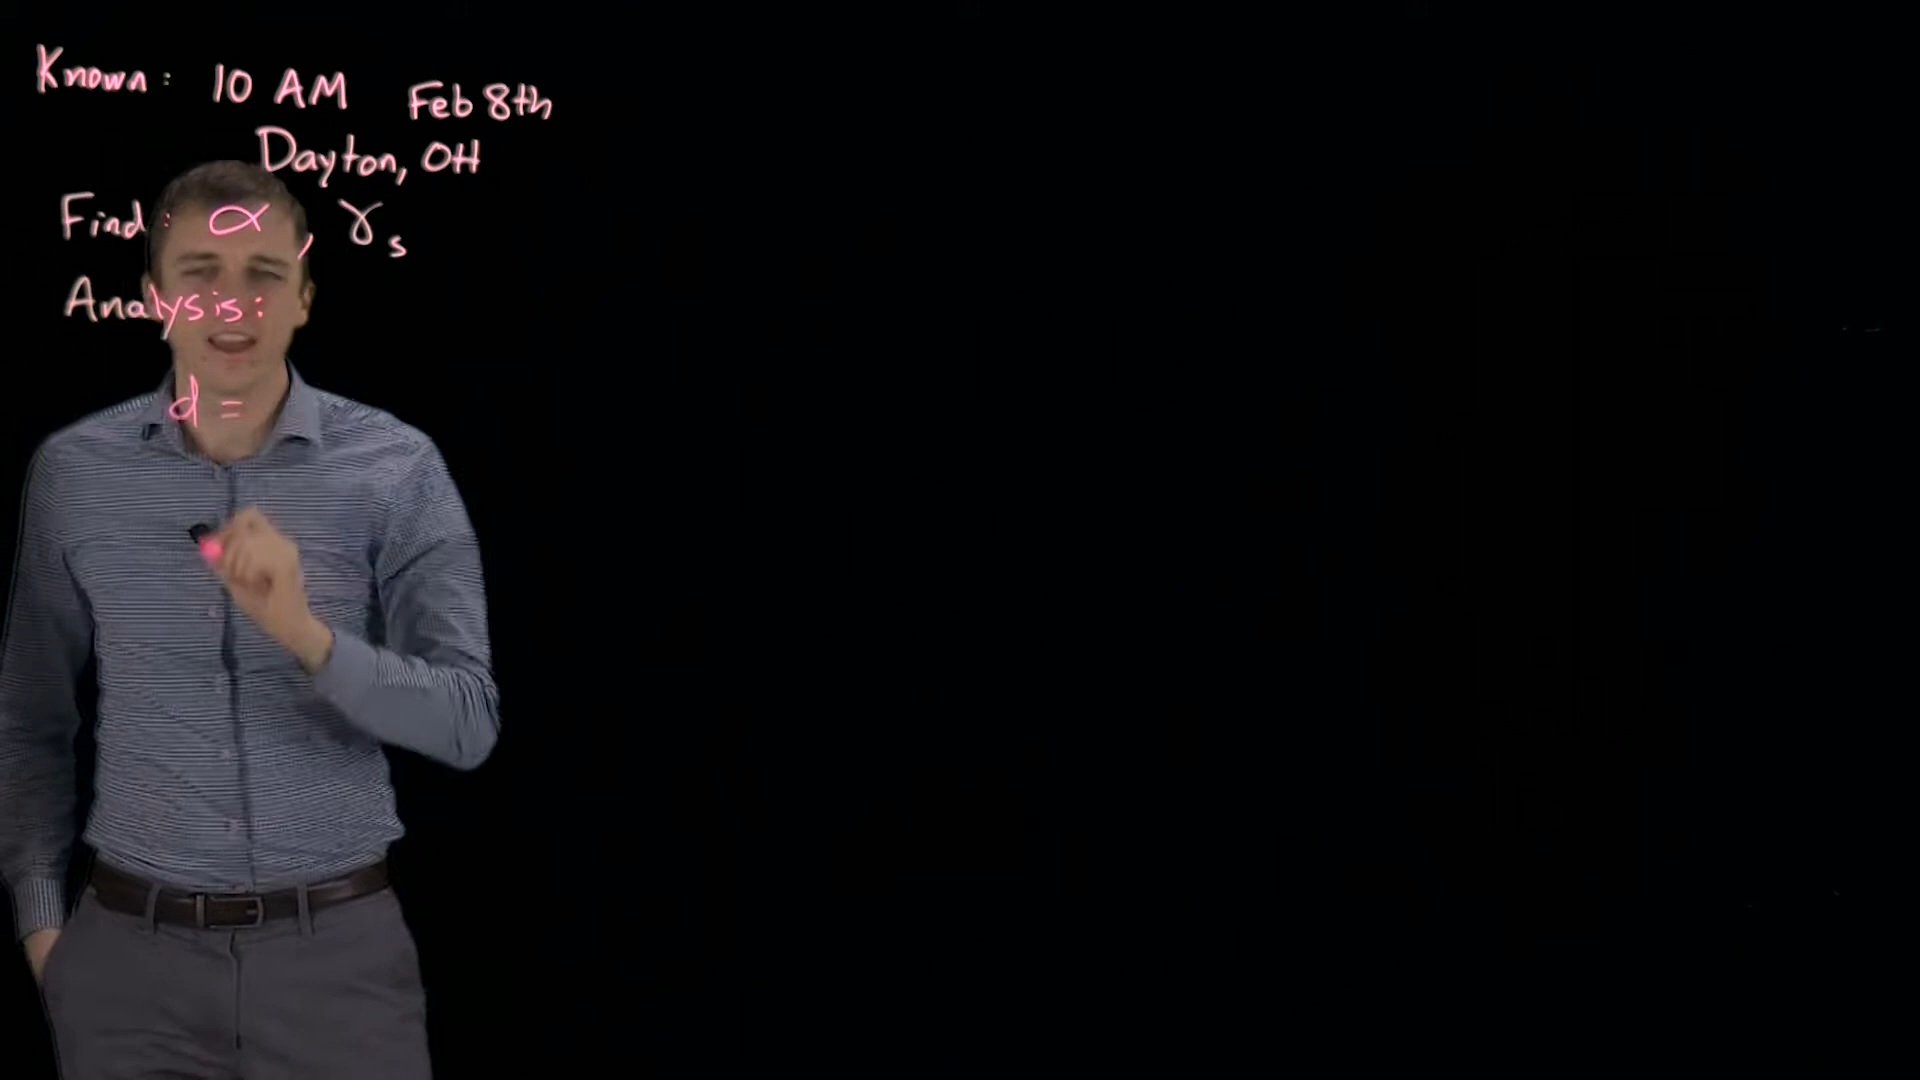 Known: 10 AM Feb 8th
Dayton, OH
Find: α, γs
Analysis:
d =